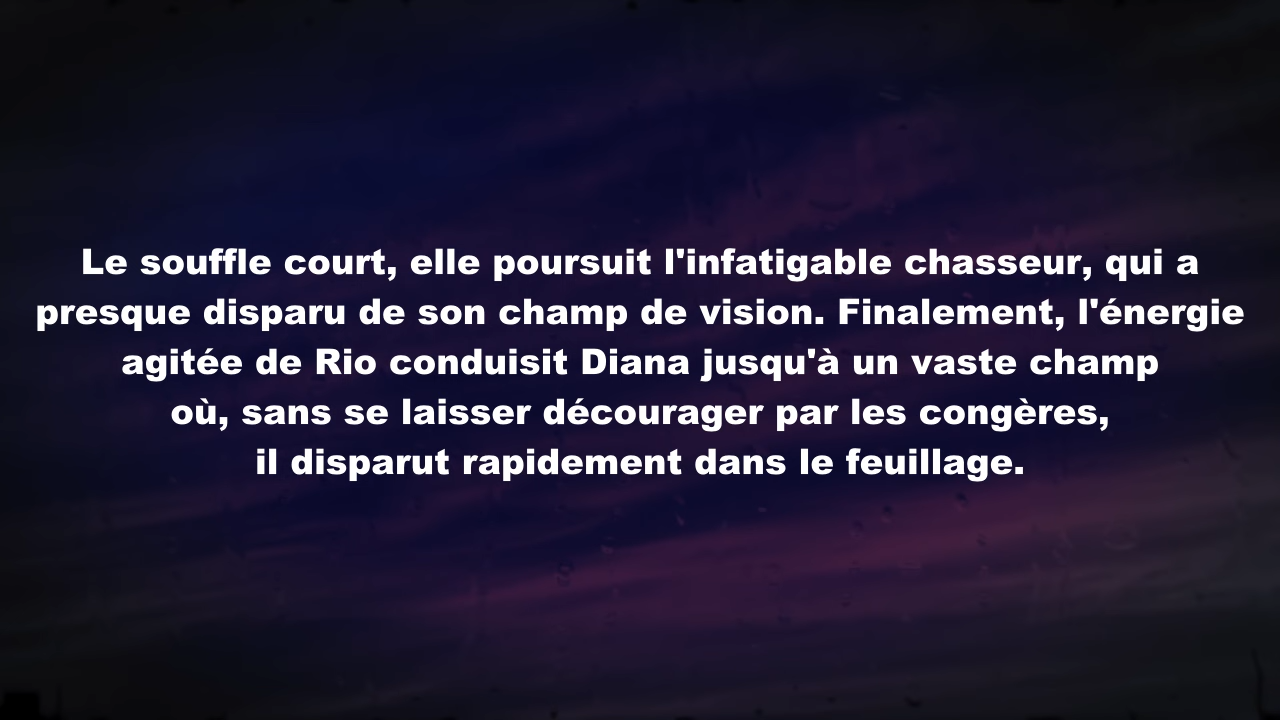 Le souffle court, elle poursuit l'infatigable chasseur, qui a
presque disparu de son champ de vision. Finalement, l'énergie
agitée de Rio conduisit Diana jusqu'à un vaste champ
où, sans se laisser décourager par les congères,
il disparut rapidement dans le feuillage.